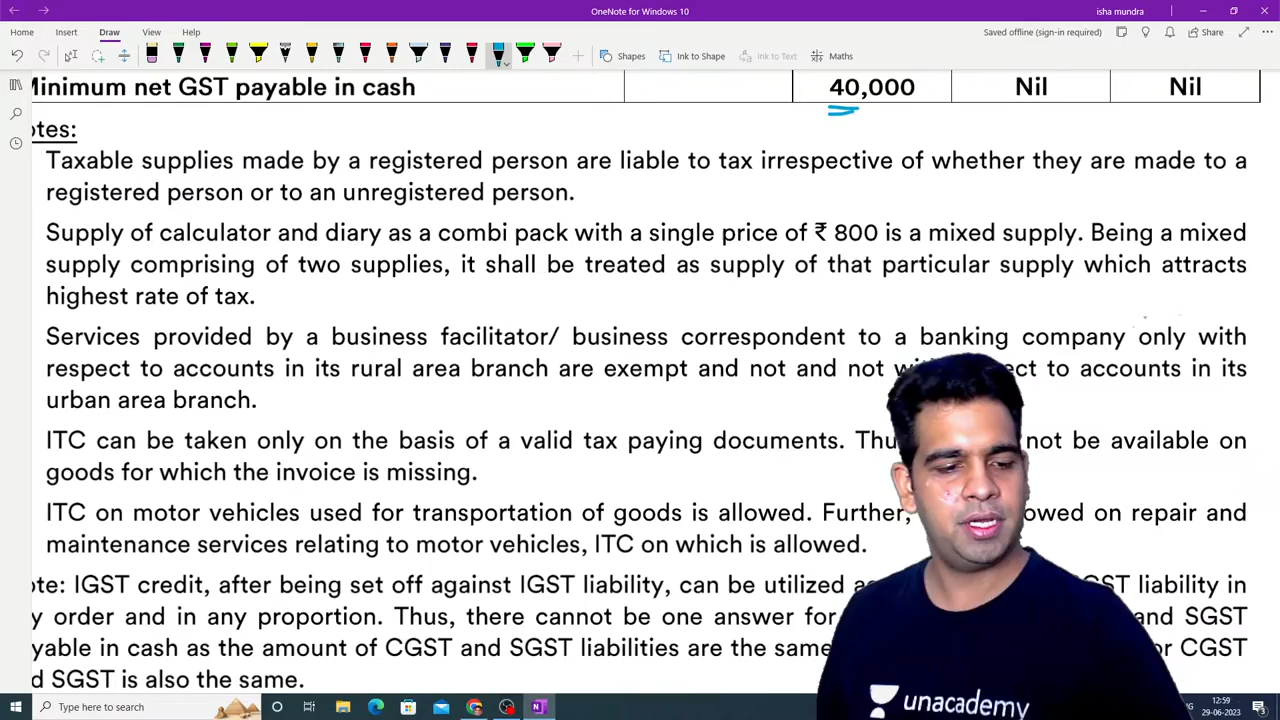 OneNote for Windows 10
isha mundra
Home Insert Draw View Help
Saved offline (sign-in required)
Share
Shapes
Ink to Shape
Ink to Text
Maths
Minimum net GST payable in cash 40,000 Nil Nil
otes:
Taxable supplies made by a registered person are liable to tax irrespective of whether they are made to a
registered person or to an unregistered person.
Supply of calculator and diary as a combi pack with a single price of ₹ 800 is a mixed supply. Being a mixed
supply comprising of two supplies, it shall be treated as supply of that particular supply which attracts
highest rate of tax.
Services provided by a business facilitator/ business correspondent to a banking company only with
respect to accounts in its rural area branch are exempt and not and not ect to accounts in its
urban area branch.
ITC can be taken only on the basis of a valid tax paying documents. not be available on
goods for which the invoice is missing.
ITC on motor vehicles used for transportation of goods is allowed. Further, owed on repair and
maintenance services relating to motor vehicles, ITC on which is allowed.
ote: IGST credit, after being set off against IGST liability, can be utilized GST liability in
y order and in any proportion. Thus, there cannot be one answer for and SGST
yable in cash as the amount of CGST and SGST liabilities are the same or CGST
d SGST is also the same.
unacademy
Type here to search
12:59
29-06-2023